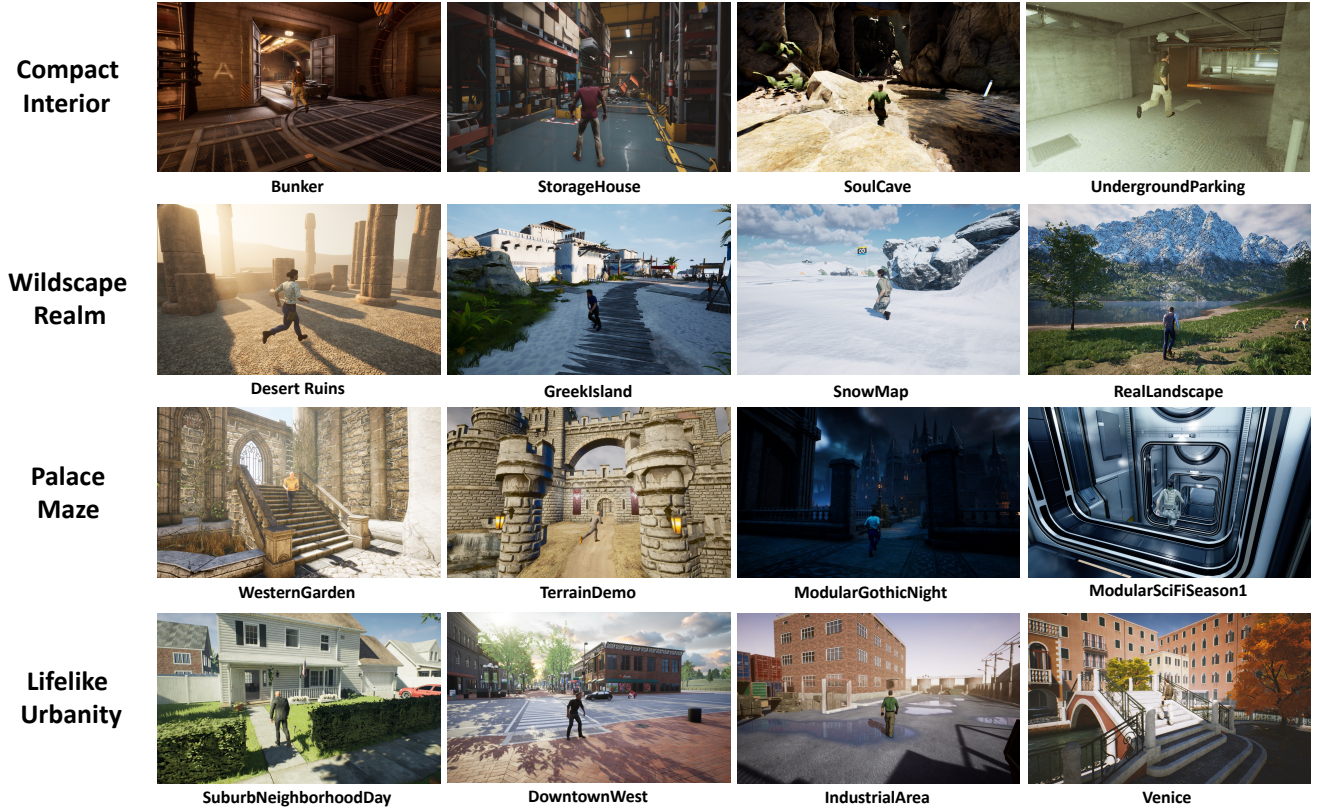 Compact
Interior
Bunker
StorageHouse
SoulCave
UndergroundParking
Wildscape
Realm
Desert Ruins
GreekIsland
SnowMap
RealLandscape
Palace
Maze
WesternGarden
TerrainDemo
ModularGothicNight
ModularSciFiSeason1
Lifelike
Urbanity
SuburbNeighborhoodDay
DowntownWest
IndustrialArea
Venice